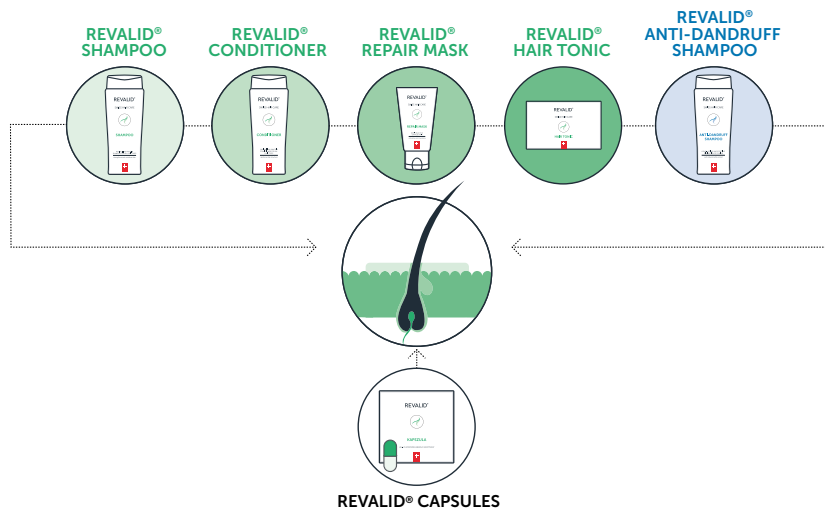 REVALID®
SHAMPOO
REVALID®
CONDITIONER
REVALID®
REPAIR MASK
REVALID®
HAIR TONIC
REVALID®
ANTI-DANDRUFF
SHAMPOO
REVALID®
SHAMPOO
REVALID®
CONDITIONER
REVALID®
REPAIR MASK
REVALID®
HAIR TONIC
REVALID®
ANTI-DANDRUFF
SHAMPOO
REVALID®
KAPSZULA
REVALID® CAPSULES